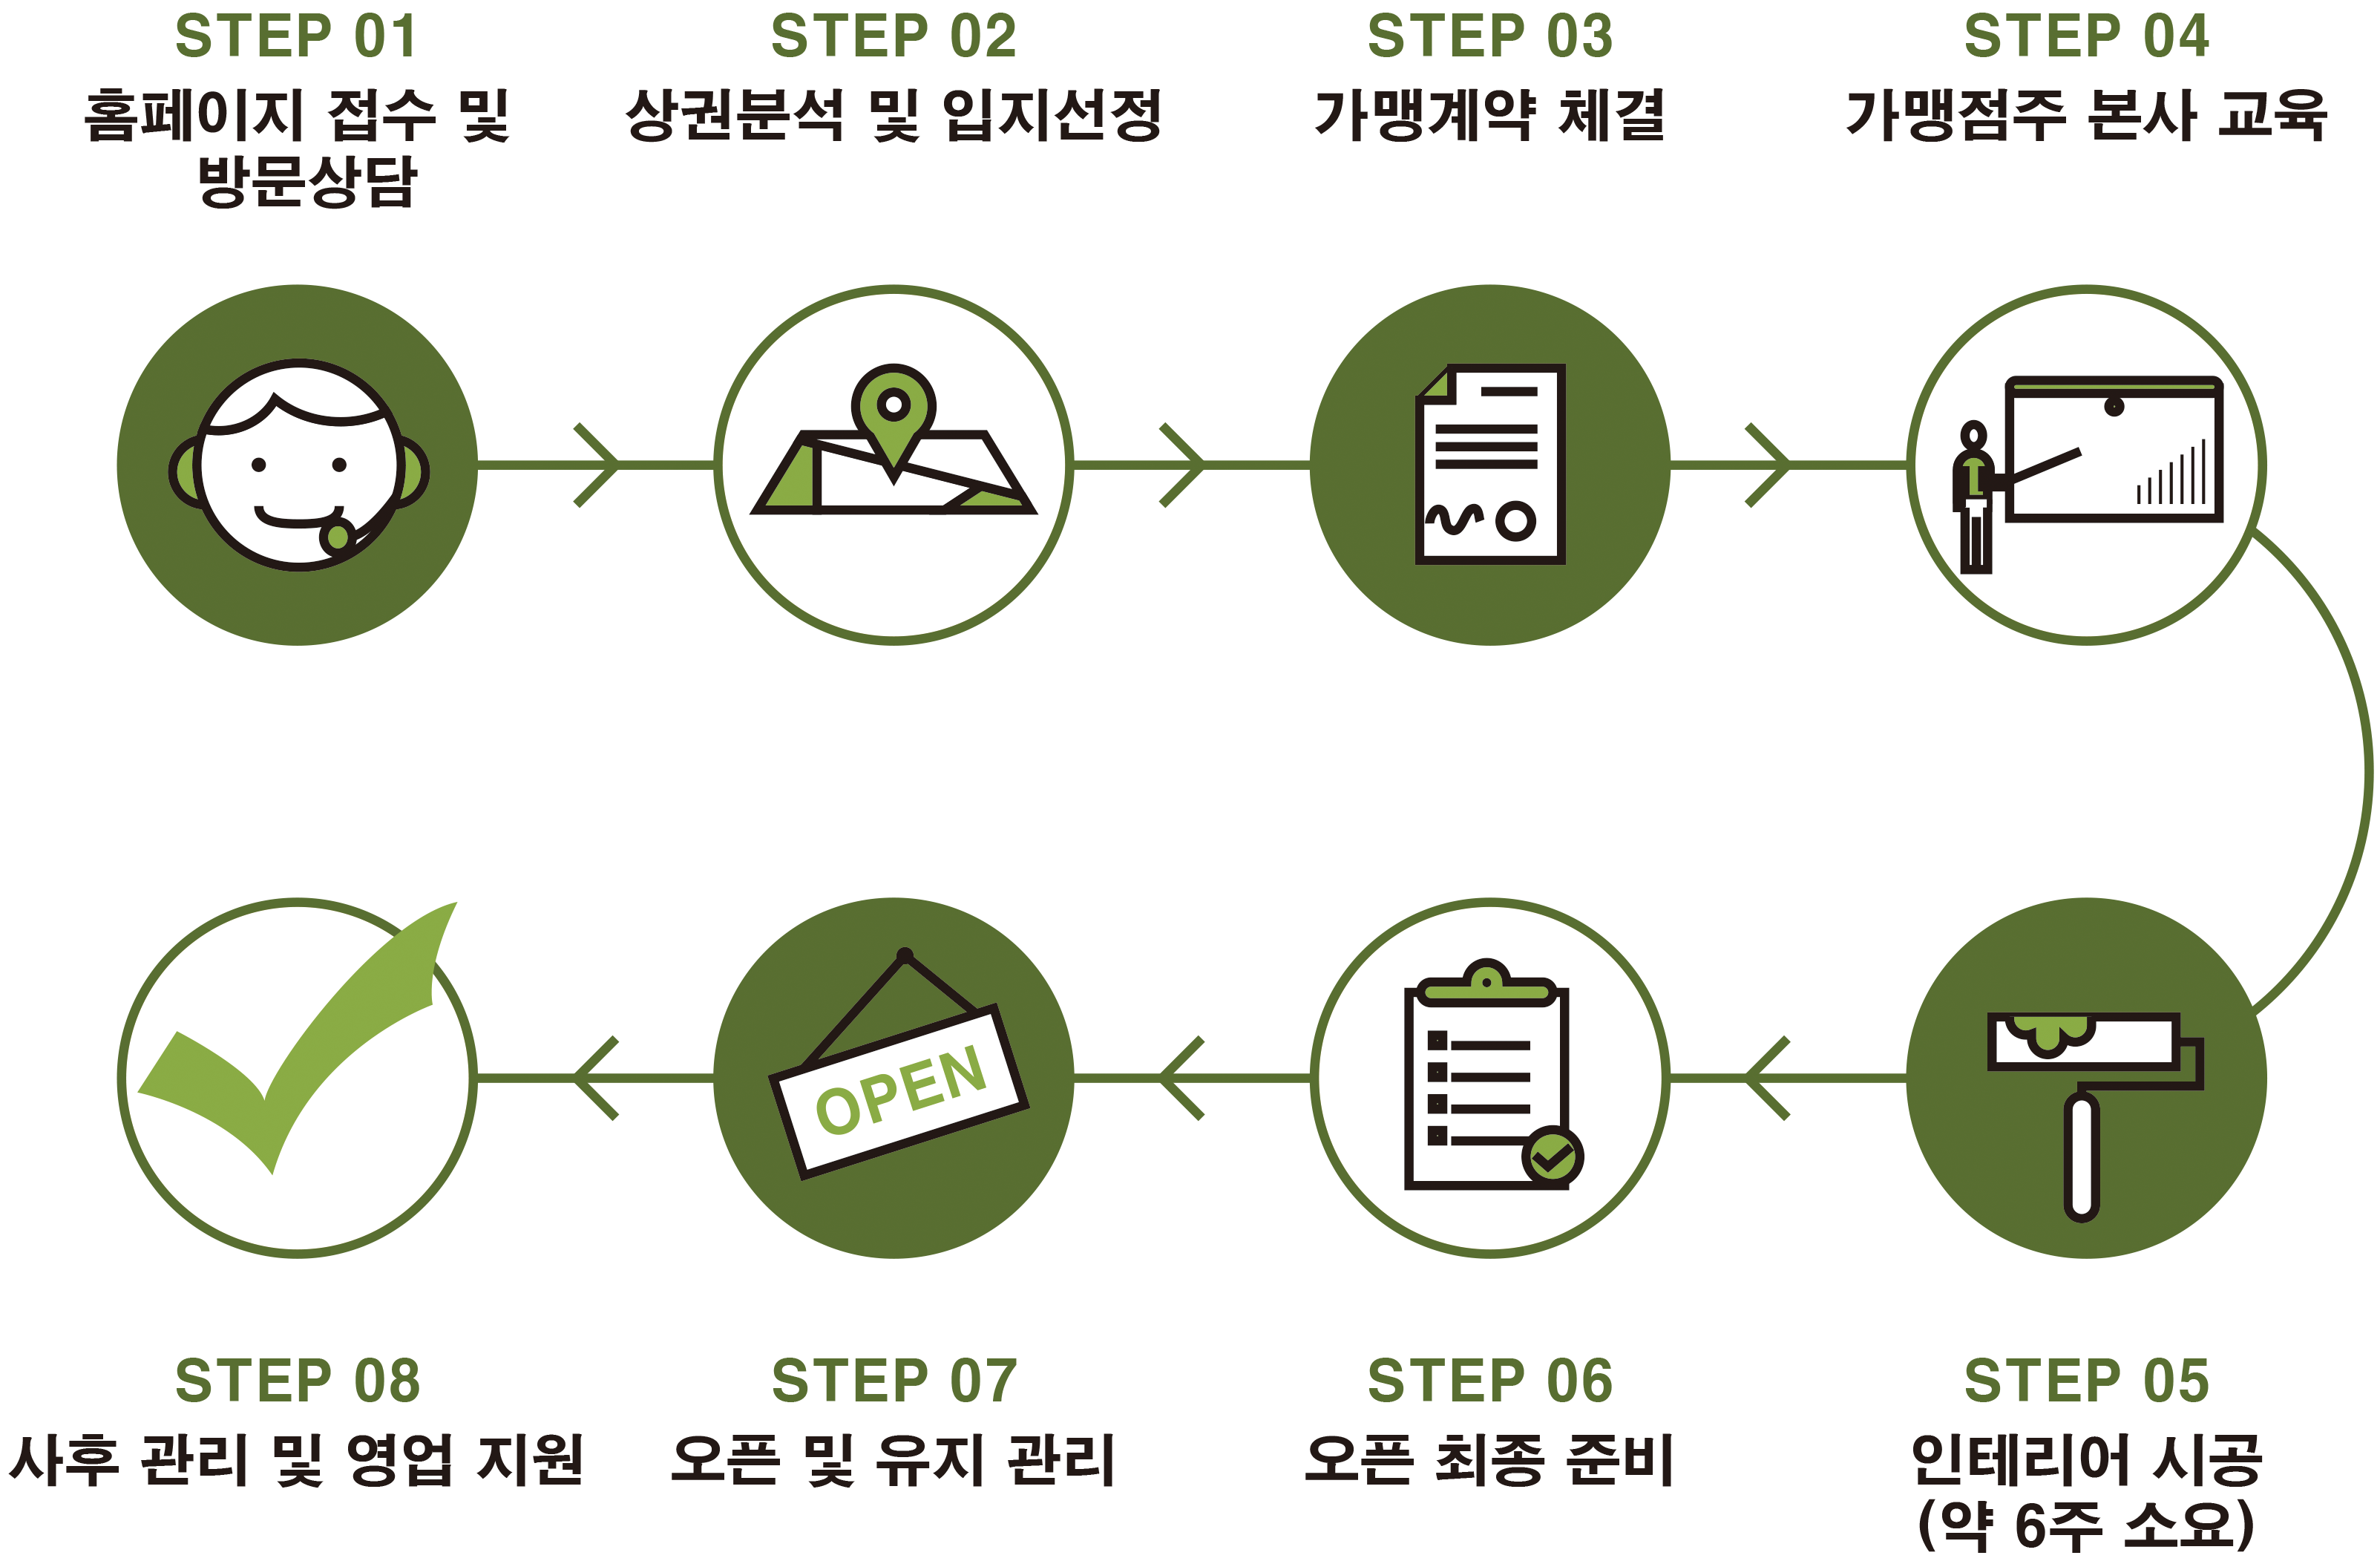 STEP 01
홈페이지 접수 및
방문상담
STEP 02
상권분석 및 입지선정
STEP 03
가맹계약 체결
STEP 04
가맹점주 본사 교육
STEP 05
인테리어 시공
(약 6주 소요)
STEP 06
오픈 최종 준비
OPEN
STEP 07
오픈 및 유지 관리
STEP 08
사후 관리 및 영업 지원